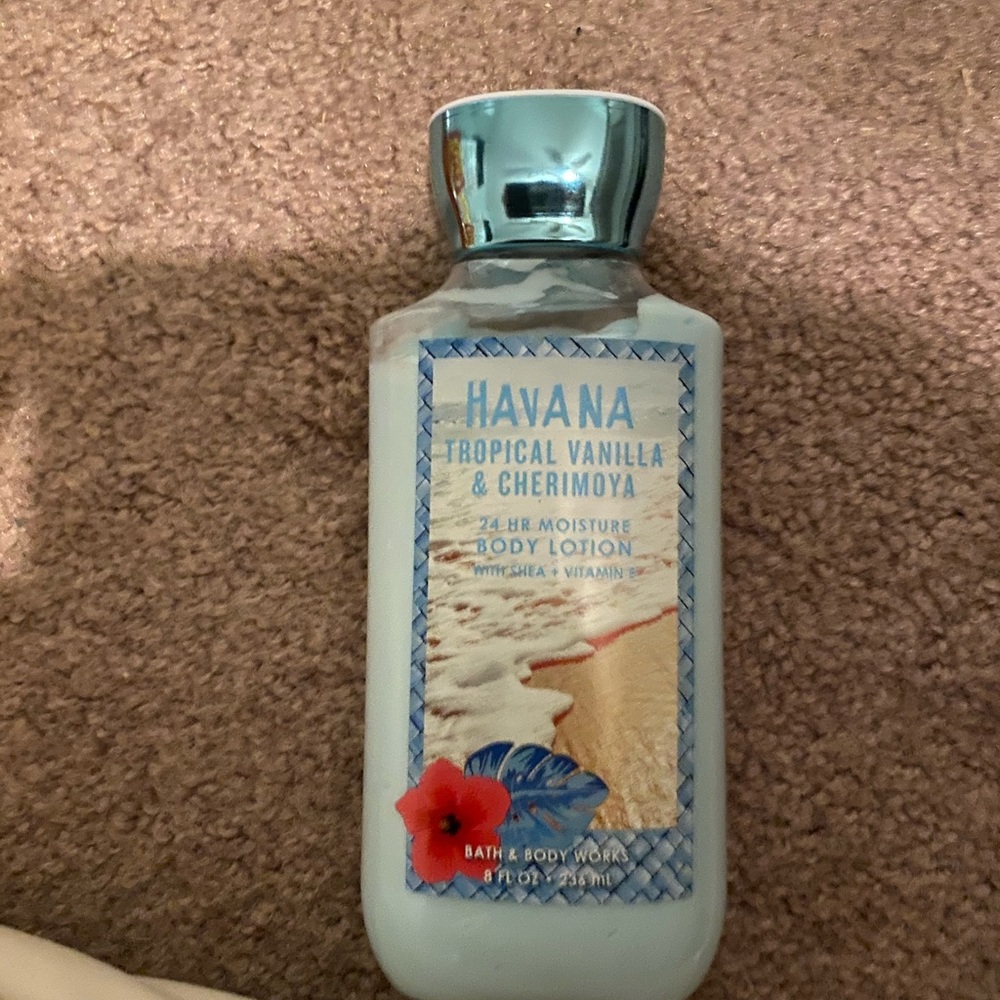 HAVANA
TROPICAL VANILLA
& CHERIMOYA
24 HR MOISTURE
BODY LOTION
WITH SHEA + VITAMIN E
BATH & BODY WORKS
8 FL OZ • 236 mL